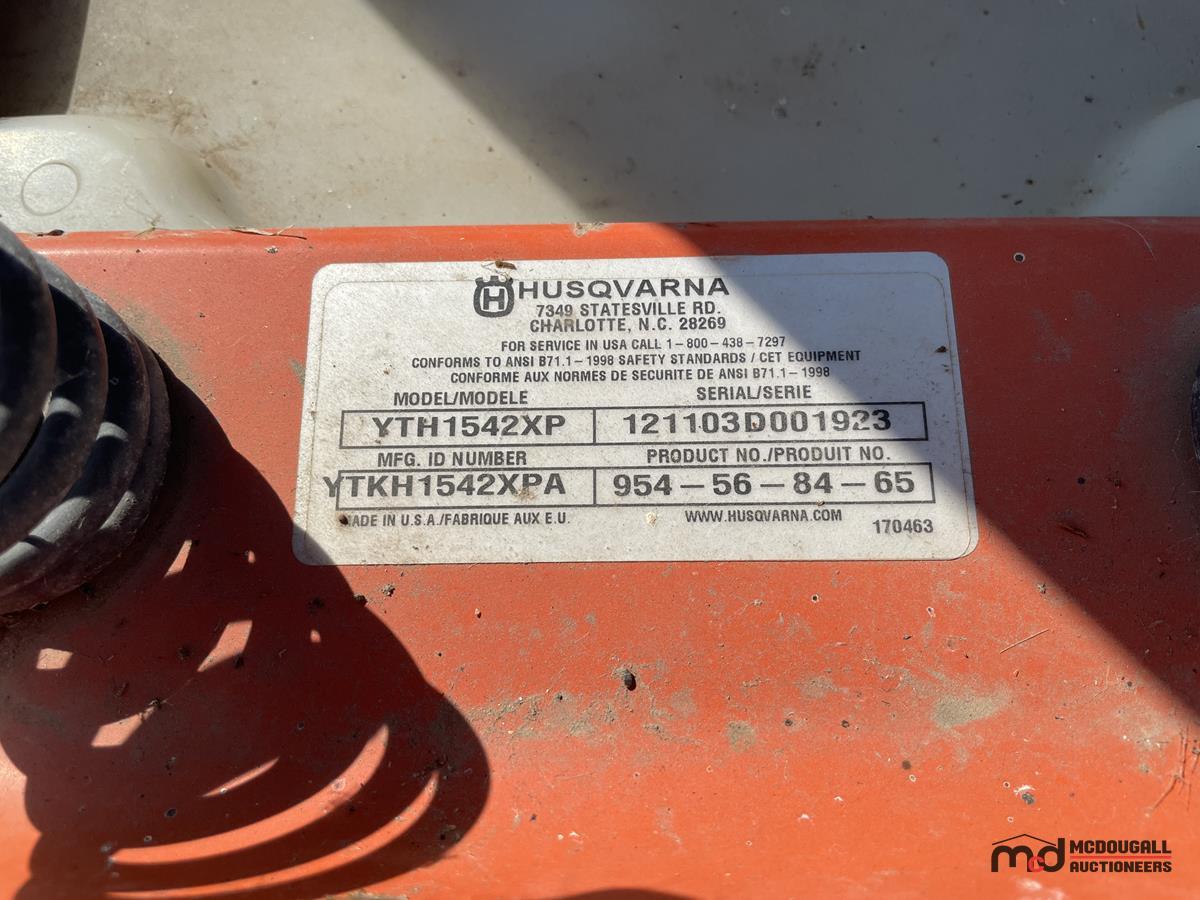 HUSQVARNA
7349 STATESVILLE RD.
CHARLOTTE, N.C. 28269
FOR SERVICE IN USA CALL 1-800-438-7297
CONFORMS TO ANSI B71.1-1998 SAFETY STANDARDS / CET EQUIPMENT
CONFORME AUX NORMES DE SECURITE DE ANSI B71.1-1998
MODEL/MODELE SERIAL/SERIE
YTH1542XP 121103D001923
MFG. ID NUMBER PRODUCT NO./PRODUIT NO.
YTKH1542XPA 954-56-84-65
MADE IN U.S.A./FABRIQUE AUX E.U. WWW.HUSQVARNA.COM 170463
md MCDOUGALL
AUCTIONEERS